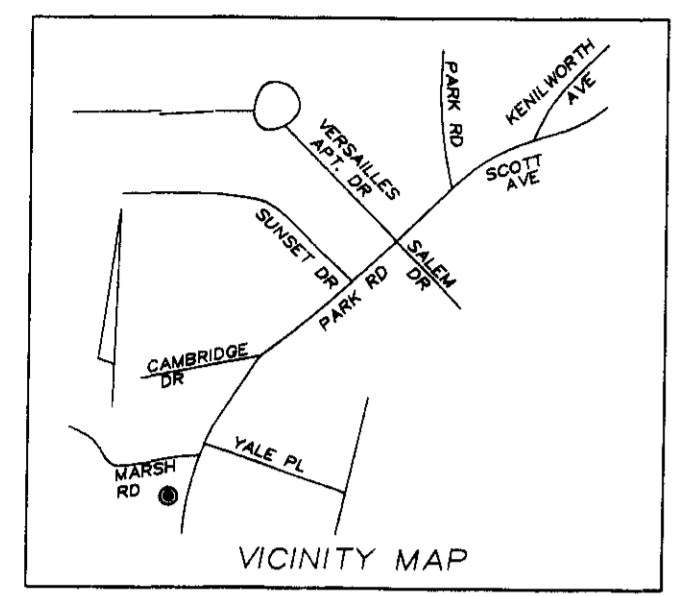 PARK RD
KENILWORTH
AVE
VERSAILLES
APT. DR
SCOTT
AVE
SUNSET DR
SALEM
DR
PARK RD
CAMBRIDGE
DR
YALE PL
MARSH
RD
VICINITY MAP